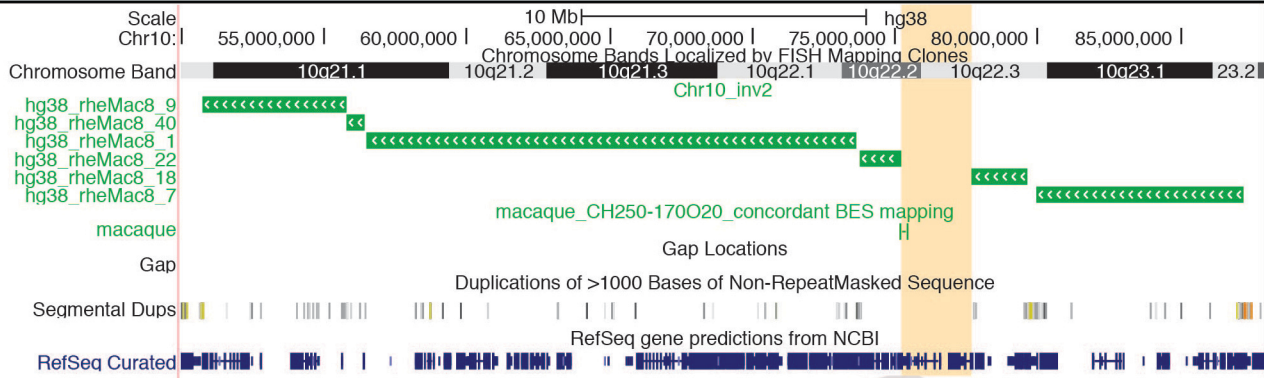 Scale 10 Mb hg38
Chr10: 55,000,000 60,000,000 65,000,000 70,000,000 75,000,000 80,000,000 85,000,000
Chromosome Bands Localized by FISH Mapping Clones
Chromosome Band 10q21.1 10q21.2 10q21.3 10q22.1 10q22.2 10q22.3 10q23.1 23.2
Chr10_inv2
hg38_rheMac8_9
hg38_rheMac8_40
hg38_rheMac8_1
hg38_rheMac8_22
hg38_rheMac8_18
hg38_rheMac8_7
macaque_CH250-170O20_concordant BES mapping
macaque
Gap Locations
Gap
Duplications of >1000 Bases of Non-RepeatMasked Sequence
Segmental Dups
RefSeq gene predictions from NCBI
RefSeq Curated